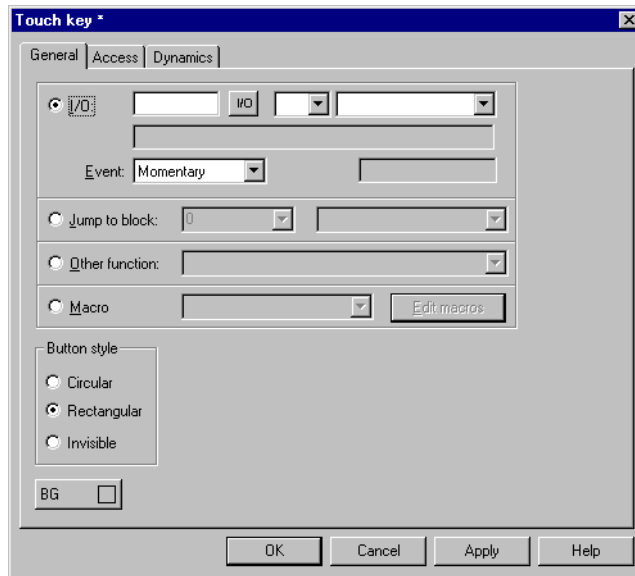 Touch key *
General Access Dynamics
I/O: I/O
Event: Momentary
Jump to block: 0
Other function:
Macro Edit macros
Button style
Circular
Rectangular
Invisible
BG
OK Cancel Apply Help